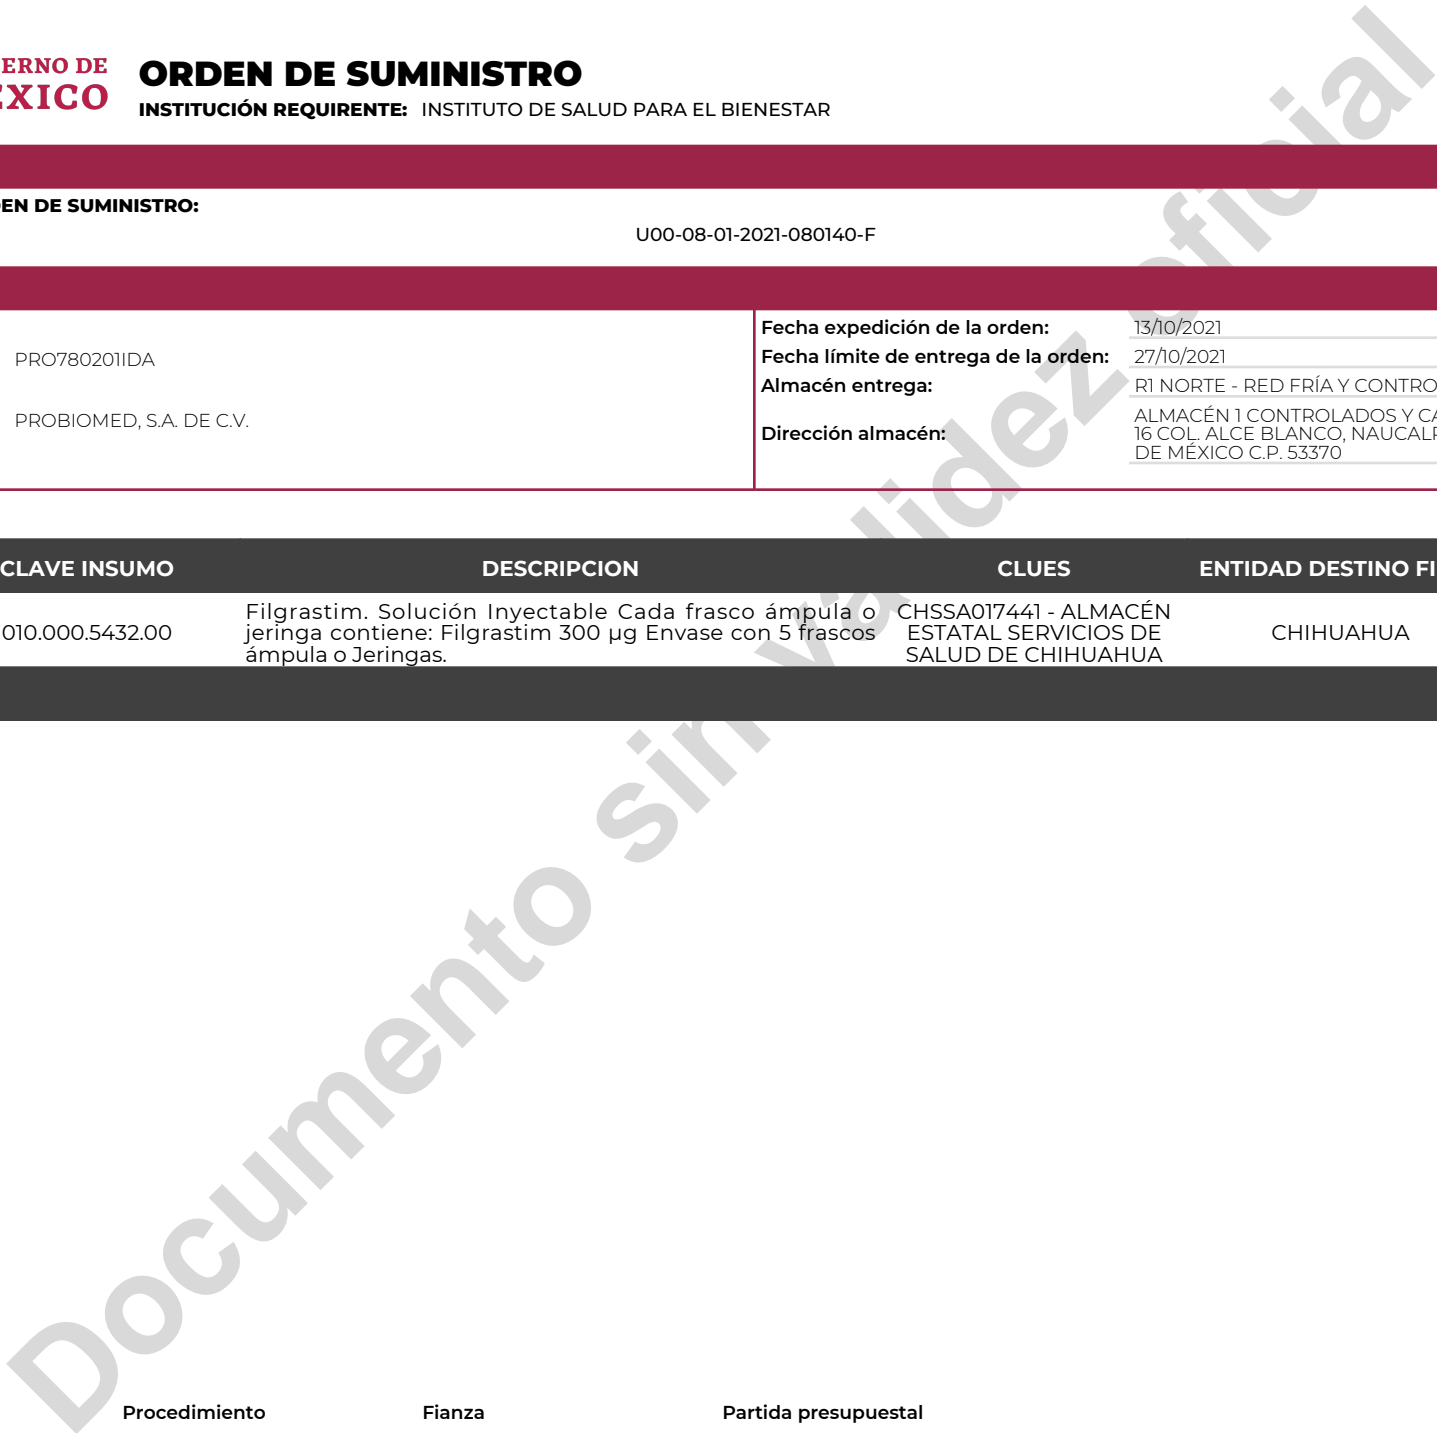 ERNO DE
ÉXICO
ORDEN DE SUMINISTRO
INSTITUCIÓN REQUIRENTE: INSTITUTO DE SALUD PARA EL BIENESTAR
EN DE SUMINISTRO:
U00-08-01-2021-080140-F
PRO780201IDA
PROBIOMED, S.A. DE C.V.
Fecha expedición de la orden: 13/10/2021
Fecha límite de entrega de la orden: 27/10/2021
Almacén entrega: R1 NORTE - RED FRÍA Y CONTRO
Dirección almacén:
ALMACÉN 1 CONTROLADOS Y CA
16 COL. ALCE BLANCO, NAUCALP
DE MÉXICO C.P. 53370
CLAVE INSUMO DESCRIPCION CLUES ENTIDAD DESTINO FI
010.000.5432.00
Filgrastim. Solución Inyectable Cada frasco ámpula o
jeringa contiene: Filgrastim 300 µg Envase con 5 frascos
ámpula o Jeringas.
CHSSA017441 - ALMACÉN
ESTATAL SERVICIOS DE
SALUD DE CHIHUAHUA
CHIHUAHUA
Documento sin validez oficial
Procedimiento Fianza Partida presupuestal